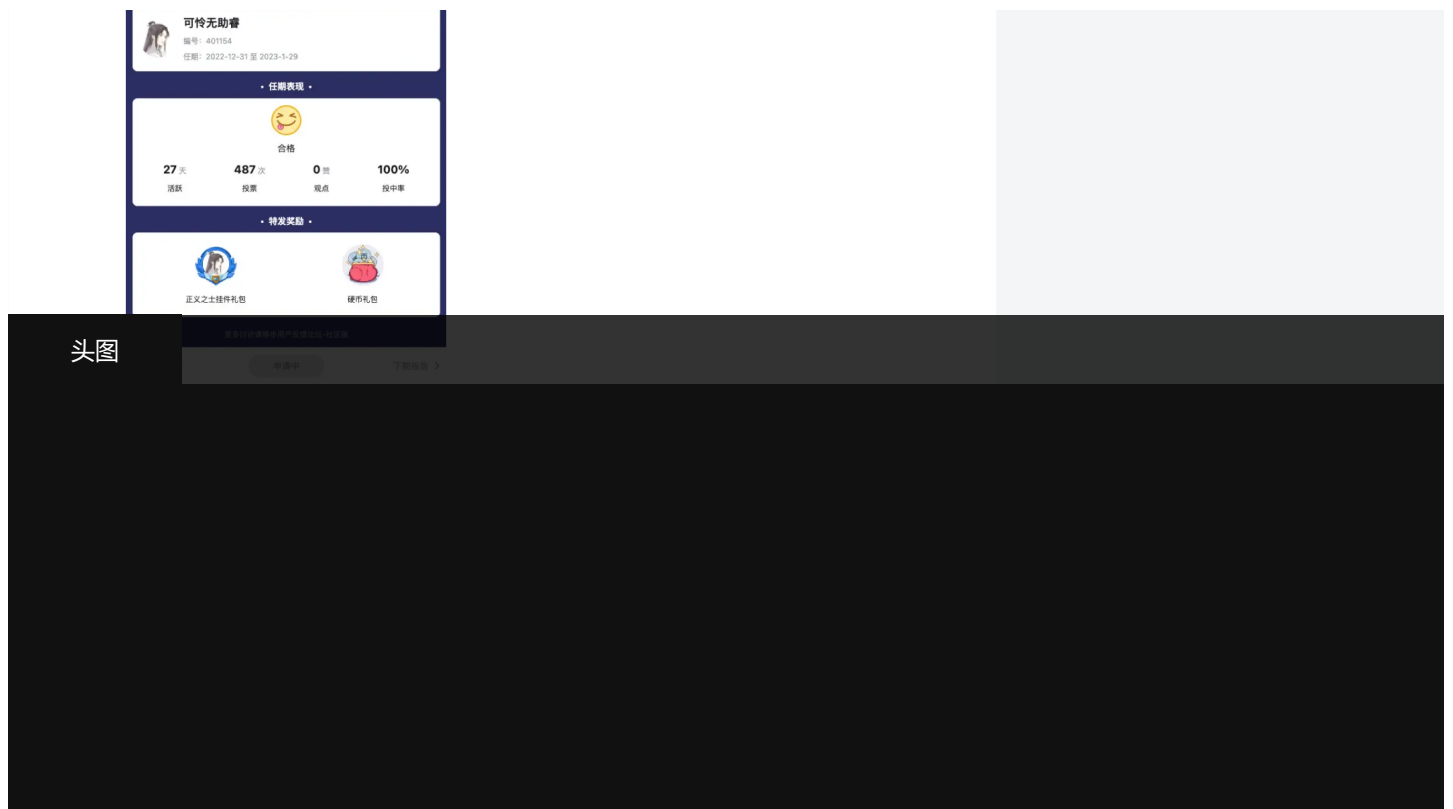 可怜无助睿
编号：401154
任期：2022-12-31 至 2023-1-29
· 任期表现 ·
合格
27 天 487 次 0 赞 100%
活跃 投票 观点 投中率
· 特发奖励 ·
正义之士挂件礼包 硬币礼包
头图
申请中